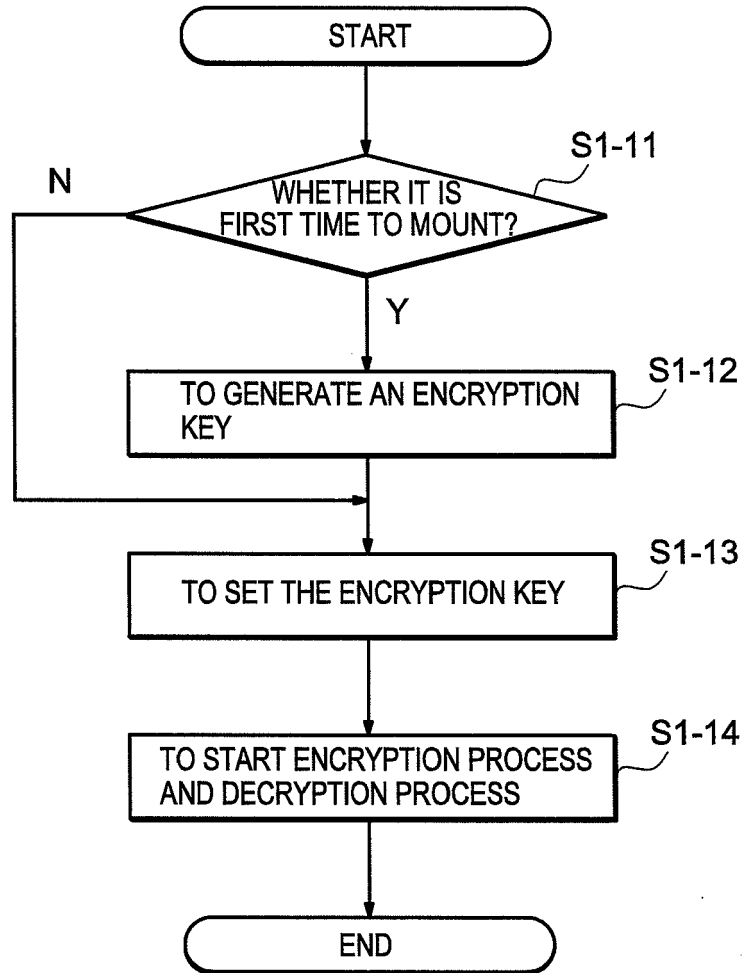 START
S1-11
N
WHETHER IT IS
FIRST TIME TO MOUNT?
Y
S1-12
TO GENERATE AN ENCRYPTION
KEY
S1-13
TO SET THE ENCRYPTION KEY
S1-14
TO START ENCRYPTION PROCESS
AND DECRYPTION PROCESS
END